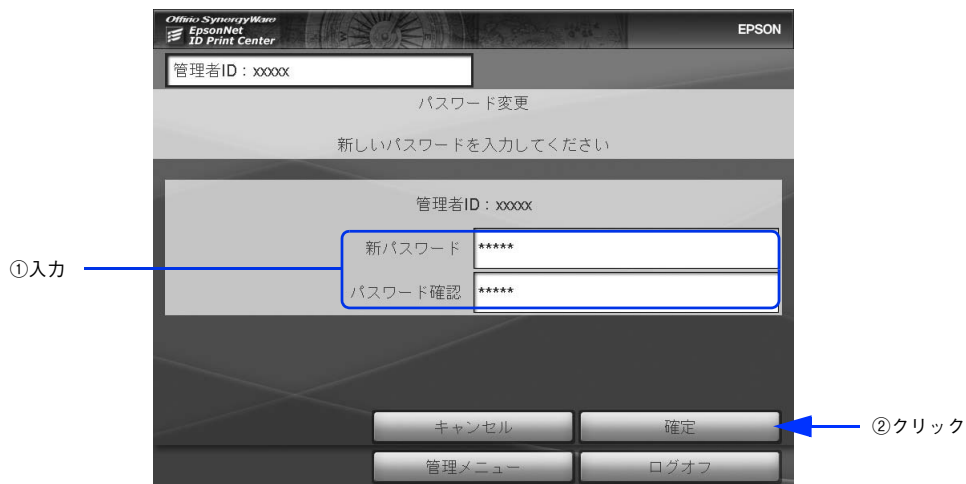 Offirio SynergyWare
EpsonNet
ID Print Center
EPSON
管理者ID：xxxxx
パスワード変更
新しいパスワードを入力してください
管理者ID：xxxxx
新パスワード *****
パスワード確認 *****
①入力
キャンセル 確定
②クリック
管理メニュー ログオフ